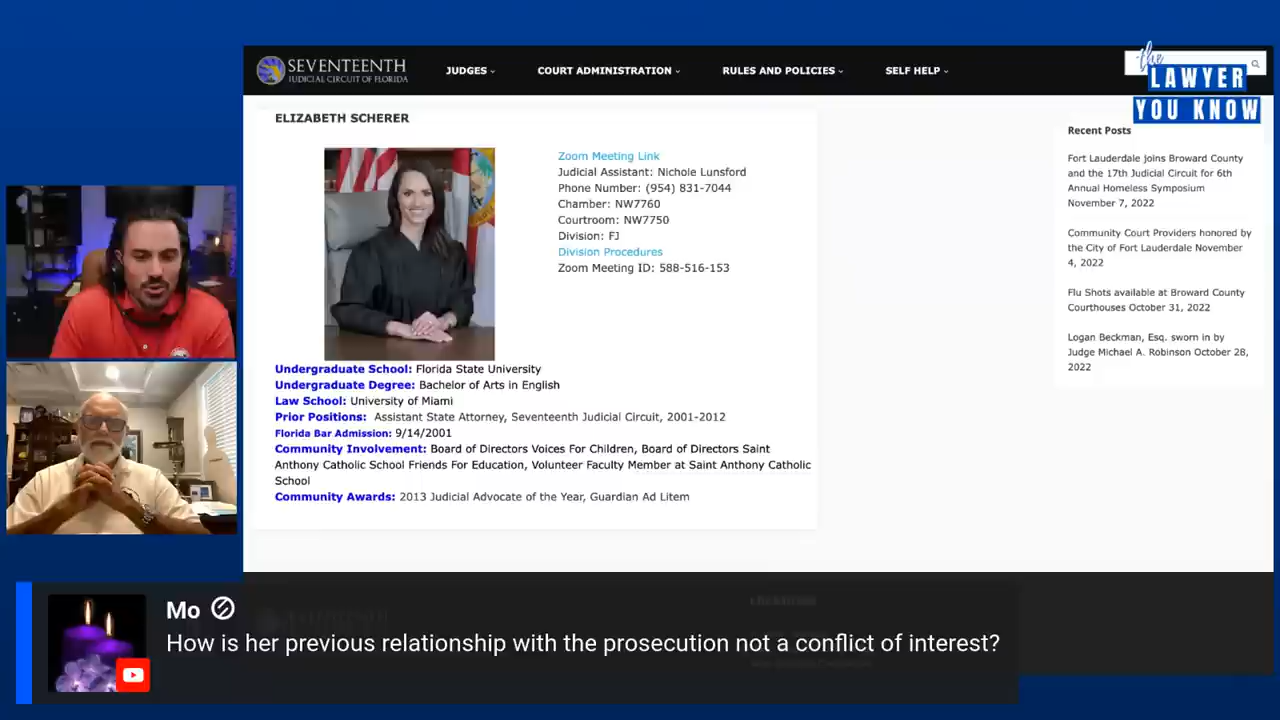 SEVENTEENTH
JUDICIAL CIRCUIT OF FLORIDA
JUDGES
COURT ADMINISTRATION
RULES AND POLICIES
SELF HELP
the
LAWYER
YOU KNOW
ELIZABETH SCHERER
Zoom Meeting Link
Judicial Assistant: Nichole Lunsford
Phone Number: (954) 831-7044
Chamber: NW7760
Courtroom: NW7750
Division: FJ
Division Procedures
Zoom Meeting ID: 588-516-153
Undergraduate School: Florida State University
Undergraduate Degree: Bachelor of Arts in English
Law School: University of Miami
Prior Positions: Assistant State Attorney, Seventeenth Judicial Circuit, 2001-2012
Florida Bar Admission: 9/14/2001
Community Involvement: Board of Directors Voices For Children, Board of Directors Saint
Anthony Catholic School Friends For Education, Volunteer Faculty Member at Saint Anthony Catholic
School
Community Awards: 2013 Judicial Advocate of the Year, Guardian Ad Litem
Recent Posts
Fort Lauderdale joins Broward County
and the 17th Judicial Circuit for 6th
Annual Homeless Symposium
November 7, 2022
Community Court Providers honored by
the City of Fort Lauderdale November
4, 2022
Flu Shots available at Broward County
Courthouses October 31, 2022
Logan Beckman, Esq. sworn in by
Judge Michael A. Robinson October 28,
2022
Mo
How is her previous relationship with the prosecution not a conflict of interest?